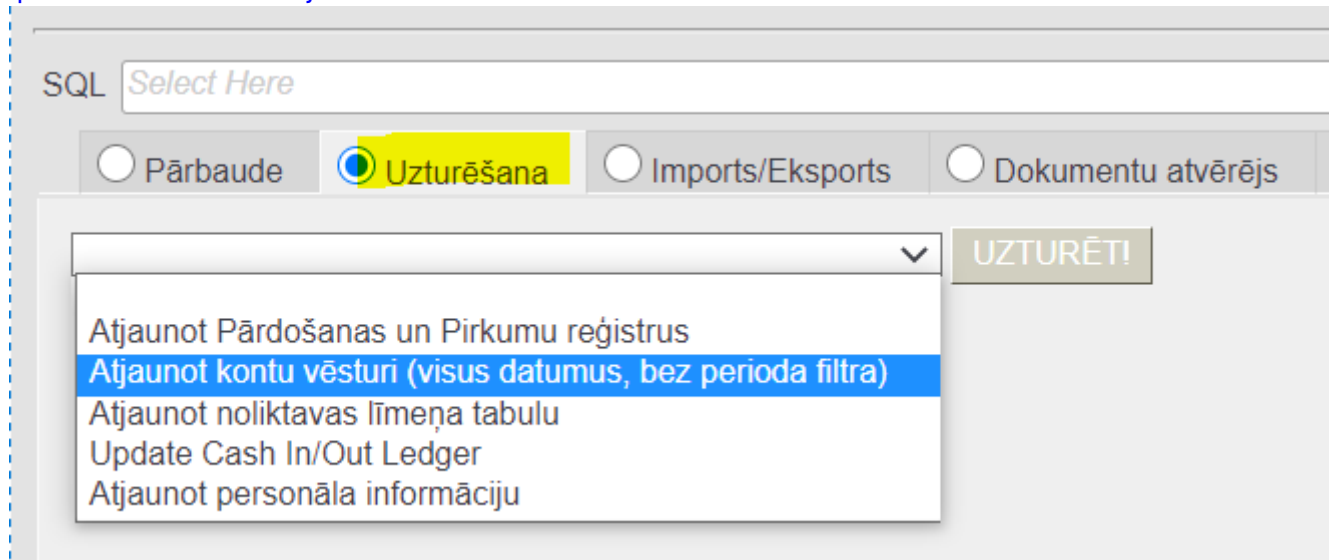 SQL Select Here
Pārbaude Uzturēšana Imports/Eksports Dokumentu atvērējs
UZTURĒT!
Atjaunot Pārdošanas un Pirkumu reģistrus
Atjaunot kontu vēsturi (visus datumus, bez perioda filtra)
Atjaunot noliktavas līmeņa tabulu
Update Cash In/Out Ledger
Atjaunot personāla informāciju